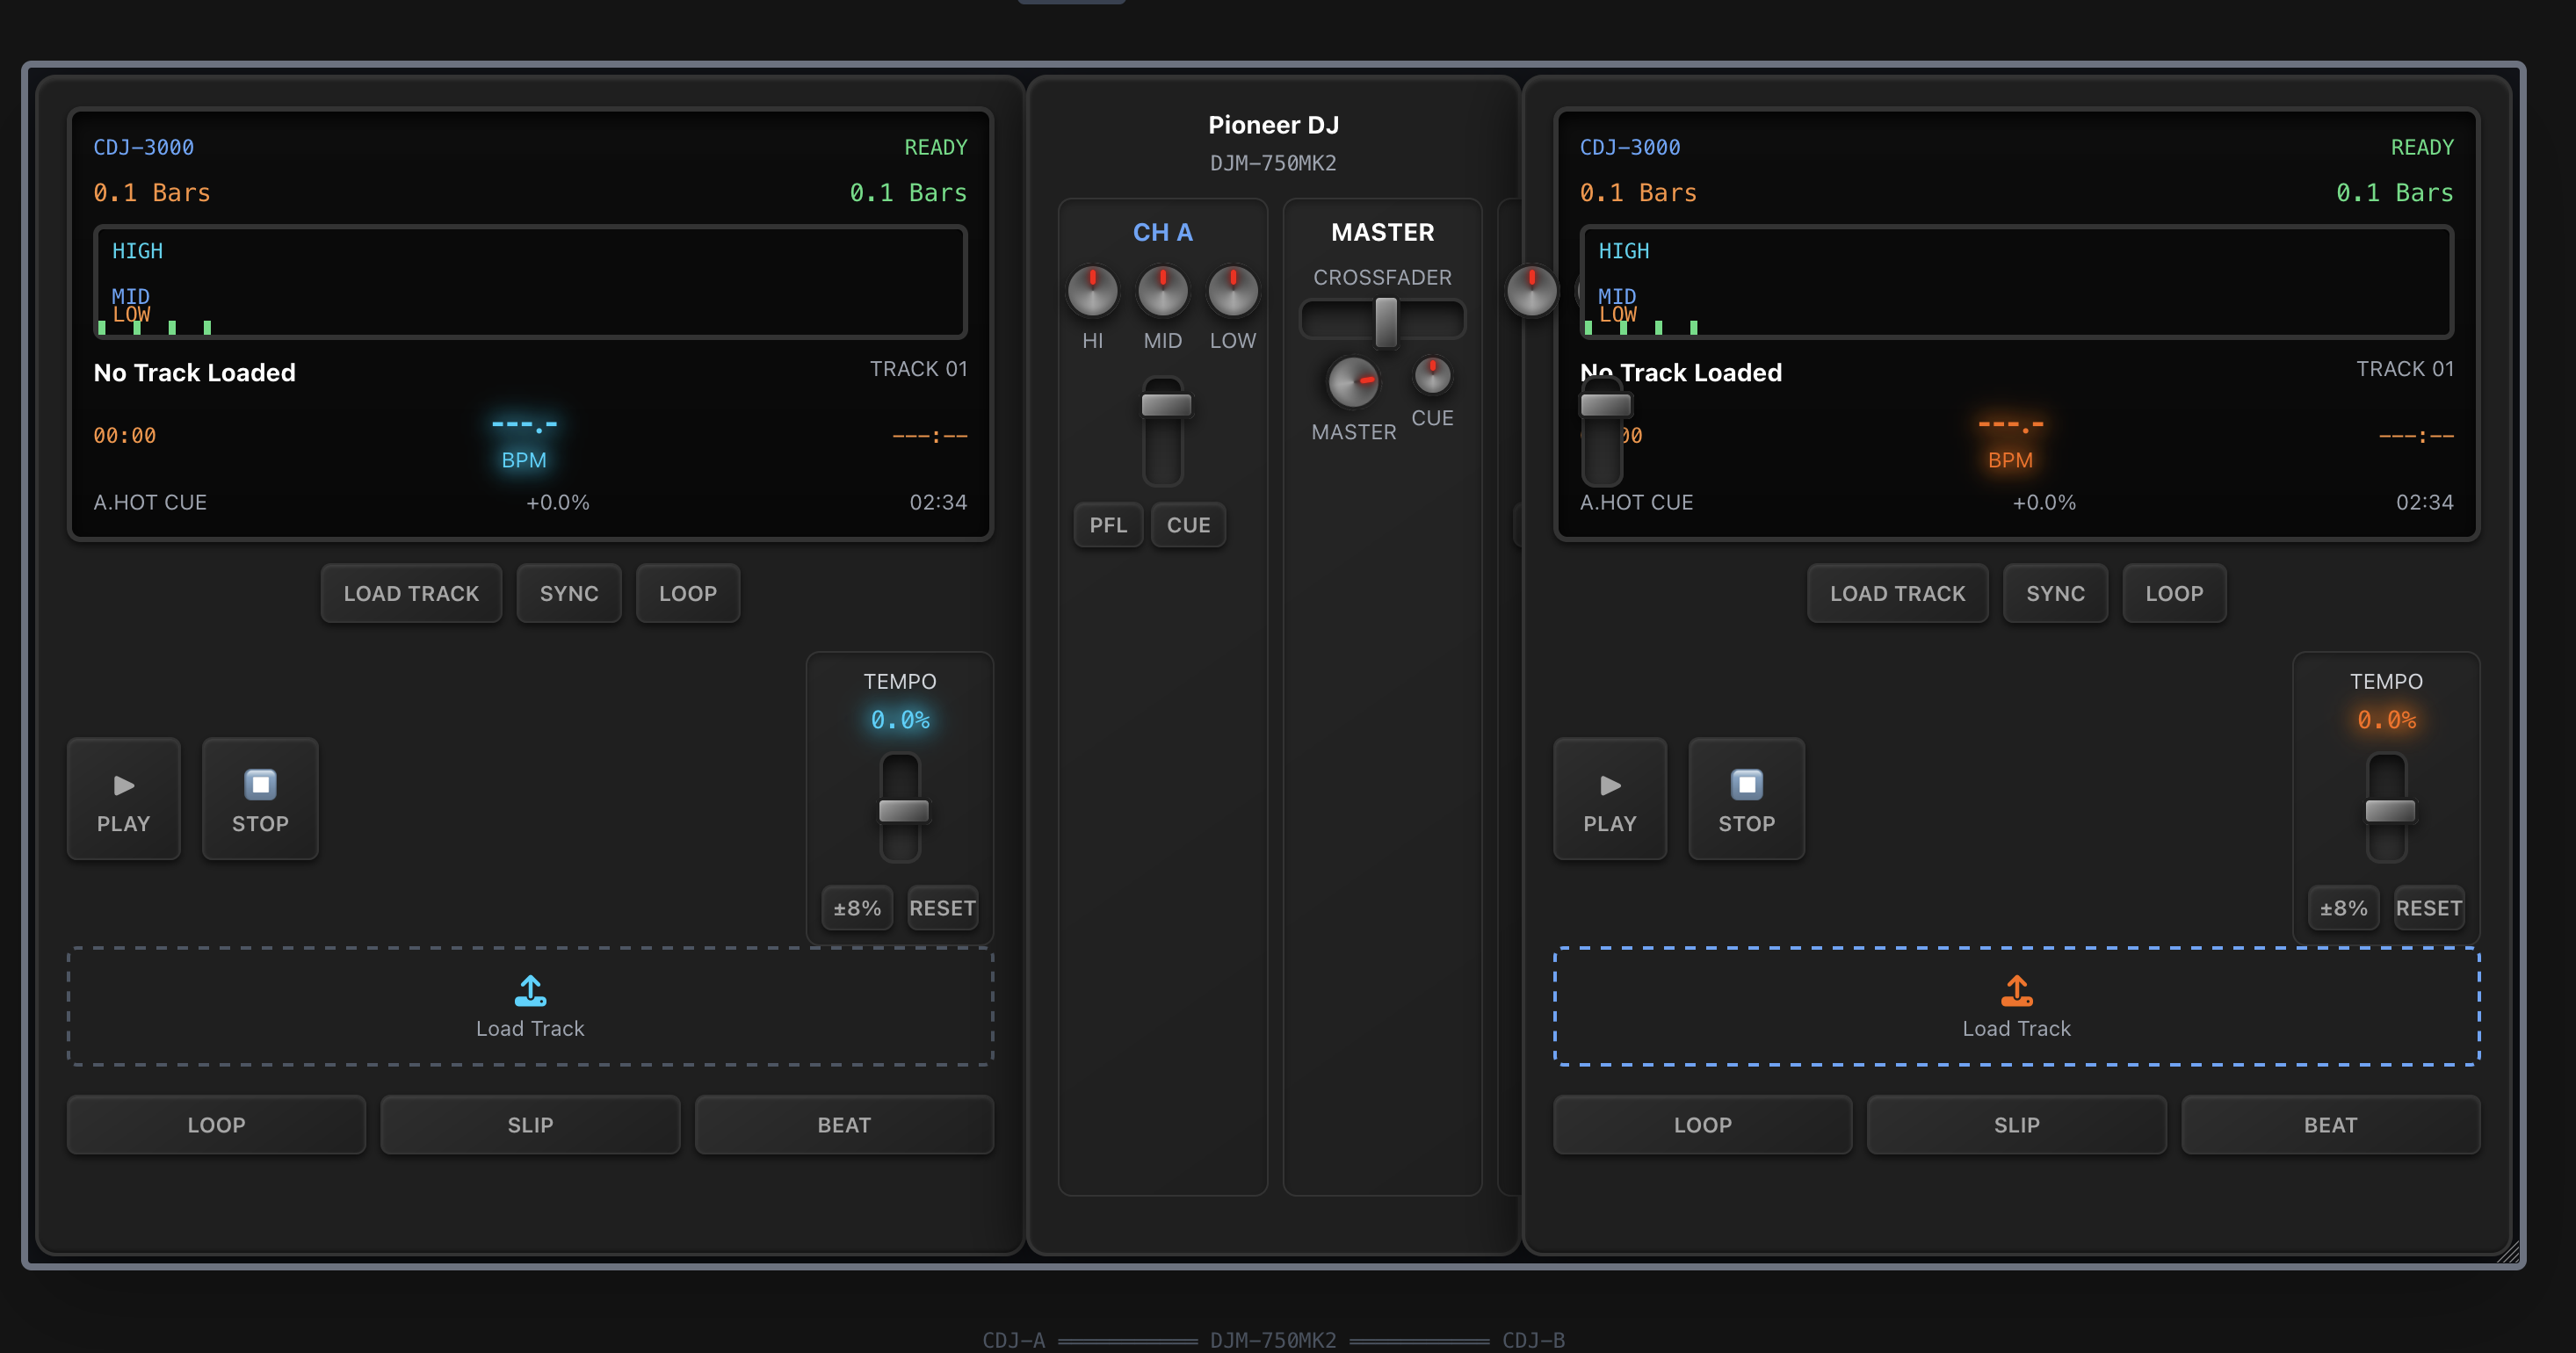 CDJ-3000 READY
0.1 Bars 0.1 Bars
HIGH
MID
LOW
No Track Loaded TRACK 01
00:00 ---.- ---:--
BPM
A.HOT CUE +0.0% 02:34
LOAD TRACK SYNC LOOP
TEMPO
0.0%
PLAY STOP
±8% RESET
Load Track
LOOP SLIP BEAT
Pioneer DJ
DJM-750MK2
CH A
HI MID LOW
PFL CUE
MASTER
CROSSFADER
MASTER CUE
CDJ-3000 READY
0.1 Bars 0.1 Bars
HIGH
MID
LOW
No Track Loaded TRACK 01
00 ---.- ---:--
BPM
A.HOT CUE +0.0% 02:34
LOAD TRACK SYNC LOOP
TEMPO
0.0%
PLAY STOP
±8% RESET
Load Track
LOOP SLIP BEAT
CDJ-A DJM-750MK2 CDJ-B